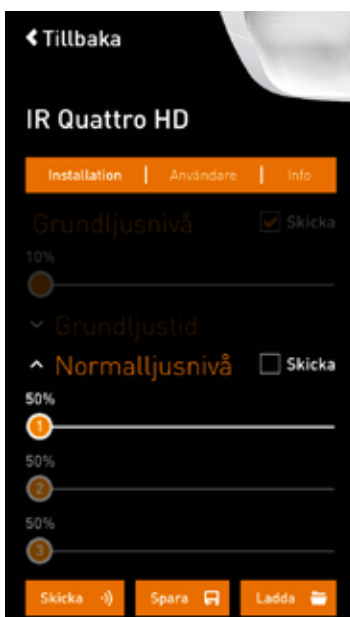 Tillbaka
IR Quattro HD
Installation | Användare | Info
Grundljusnivå Skicka
10%
Grundljustid
Normalljusnivå Skicka
50%
1
50%
2
50%
3
Skicka Spara Ladda